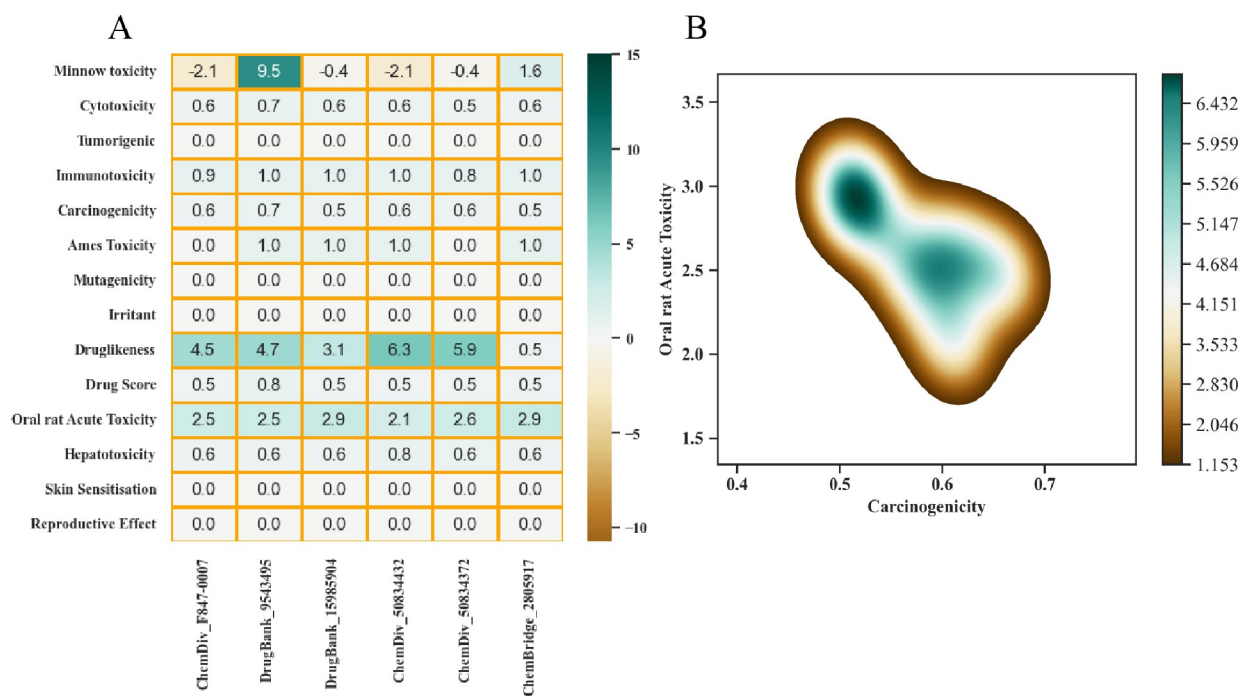 A
Minnow toxicity -2.1 9.5 -0.4 -2.1 -0.4 1.6
Cytotoxicity 0.6 0.7 0.6 0.6 0.5 0.6
Tumorigenic 0.0 0.0 0.0 0.0 0.0 0.0
Immunotoxicity 0.9 1.0 1.0 1.0 0.8 1.0
Carcinogenicity 0.6 0.7 0.5 0.6 0.6 0.5
Ames Toxicity 0.0 1.0 1.0 1.0 0.0 1.0
Mutagenicity 0.0 0.0 0.0 0.0 0.0 0.0
Irritant 0.0 0.0 0.0 0.0 0.0 0.0
Druglikeness 4.5 4.7 3.1 6.3 5.9 0.5
Drug Score 0.5 0.8 0.5 0.5 0.5 0.5
Oral rat Acute Toxicity 2.5 2.5 2.9 2.1 2.6 2.9
Hepatotoxicity 0.6 0.6 0.6 0.8 0.6 0.6
Skin Sensitisation 0.0 0.0 0.0 0.0 0.0 0.0
Reproductive Effect 0.0 0.0 0.0 0.0 0.0 0.0
ChemDiv_F847-0007
DrugBank_9543495
DrugBank_15985904
ChemDiv_50834432
ChemDiv_50834372
ChemBridge_2805917
15
10
5
0
−5
−10
B
Oral rat Acute Toxicity
3.5
3.0
2.5
2.0
1.5
0.4 0.5 0.6 0.7
Carcinogenicity
6.432
5.959
5.526
5.147
4.684
4.151
3.533
2.830
2.046
1.153